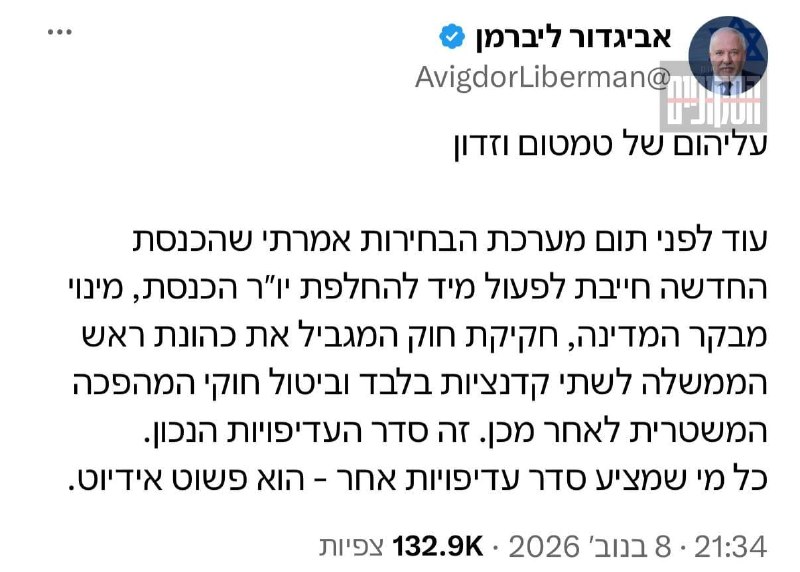 אביגדור ליברמן
@AvigdorLiberman
הטקונים
עליהום של טמטום וזדון
עוד לפני תום מערכת הבחירות אמרתי שהכנסת
החדשה חייבת לפעול מיד להחלפת יו״ר הכנסת, מינוי
מבקר המדינה, חקיקת חוק המגביל את כהונת ראש
הממשלה לשתי קדנציות בלבד וביטול חוקי המהפכה
המשטרית לאחר מכן. זה סדר העדיפויות הנכון.
כל מי שמציע סדר עדיפויות אחר - הוא פשוט אידיוט.
21:34 · 8 בנוב׳ 2026 · 132.9K צפיות